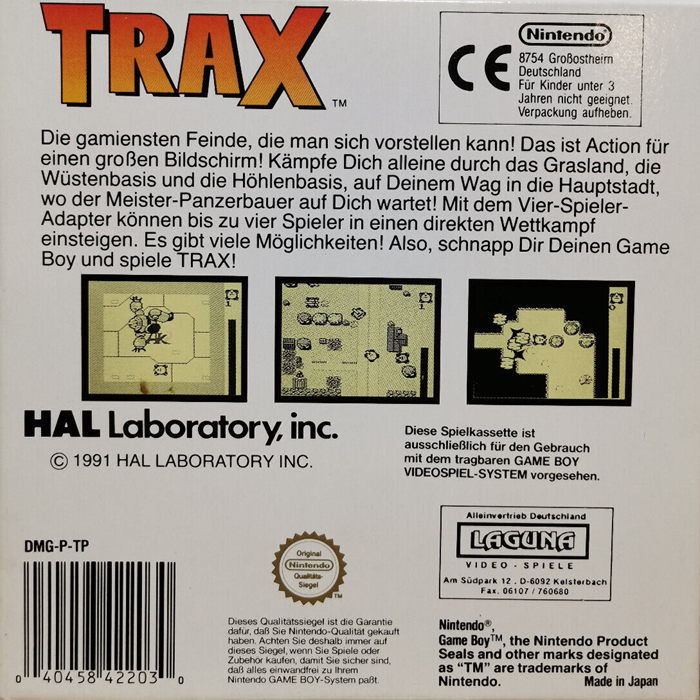 TRAX™
Nintendo®
8754 Großostheim
Deutschland
Für Kinder unter 3
Jahren nicht geeignet.
Verpackung aufheben.
CE
Die gamiensten Feinde, die man sich vorstellen kann! Das ist Action für
einen großen Bildschirm! Kämpfe Dich alleine durch das Grasland, die
Wüstenbasis und die Höhlenbasis, auf Deinem Wag in die Hauptstadt,
wo der Meister-Panzerbauer auf Dich wartet! Mit dem Vier-Spieler-
Adapter können bis zu vier Spieler in einen direkten Wettkampf
einsteigen. Es gibt viele Möglichkeiten! Also, schnapp Dir Deinen Game
Boy und spiele TRAX!
HAL Laboratory, inc.
© 1991 HAL LABORATORY INC.
Diese Spielkassette ist
ausschließlich für den Gebrauch
mit dem tragbaren GAME BOY
VIDEOSPIEL-SYSTEM vorgesehen.
Alleinvertrieb Deutschland
LAGUNA
VIDEO - SPIELE
Am Südpark 12 . D-6092 Kelsterbach
Fax. 06107 / 760680
DMG-P-TP
0 40458 42203 0
Original
Nintendo
Qualitäts-
Siegel
TM
Dieses Qualitätssiegel ist die Garantie
dafür, daß Sie Nintendo-Qualität gekauft
haben. Achten Sie deshalb immer auf
dieses Siegel, wenn Sie Spiele oder
Zubehör kaufen, damit Sie sicher sind,
daß alles einwandfrei zu Ihrem
Nintendo GAME BOY-System paßt.
Nintendo®,
Game Boy™, the Nintendo Product
Seals and other marks designated
as "TM" are trademarks of
Nintendo.
Made in Japan